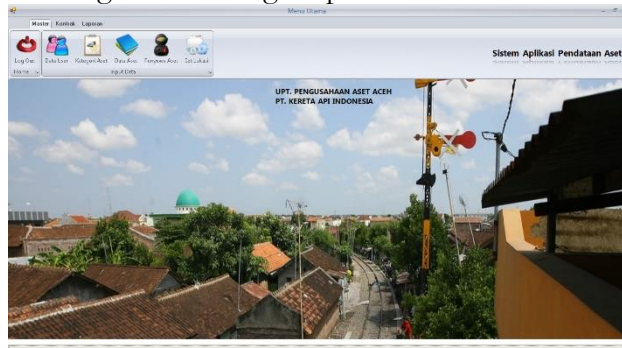 Menu Utama
Master Kontrak Laporan
Log Out Data User Kategori Aset Data Aset Penyewa Aset Set Lokasi
Home Input Data
Sistem Aplikasi Pendataan Aset
UPT. PENGUSAHAAN ASET ACEH
PT. KERETA API INDONESIA